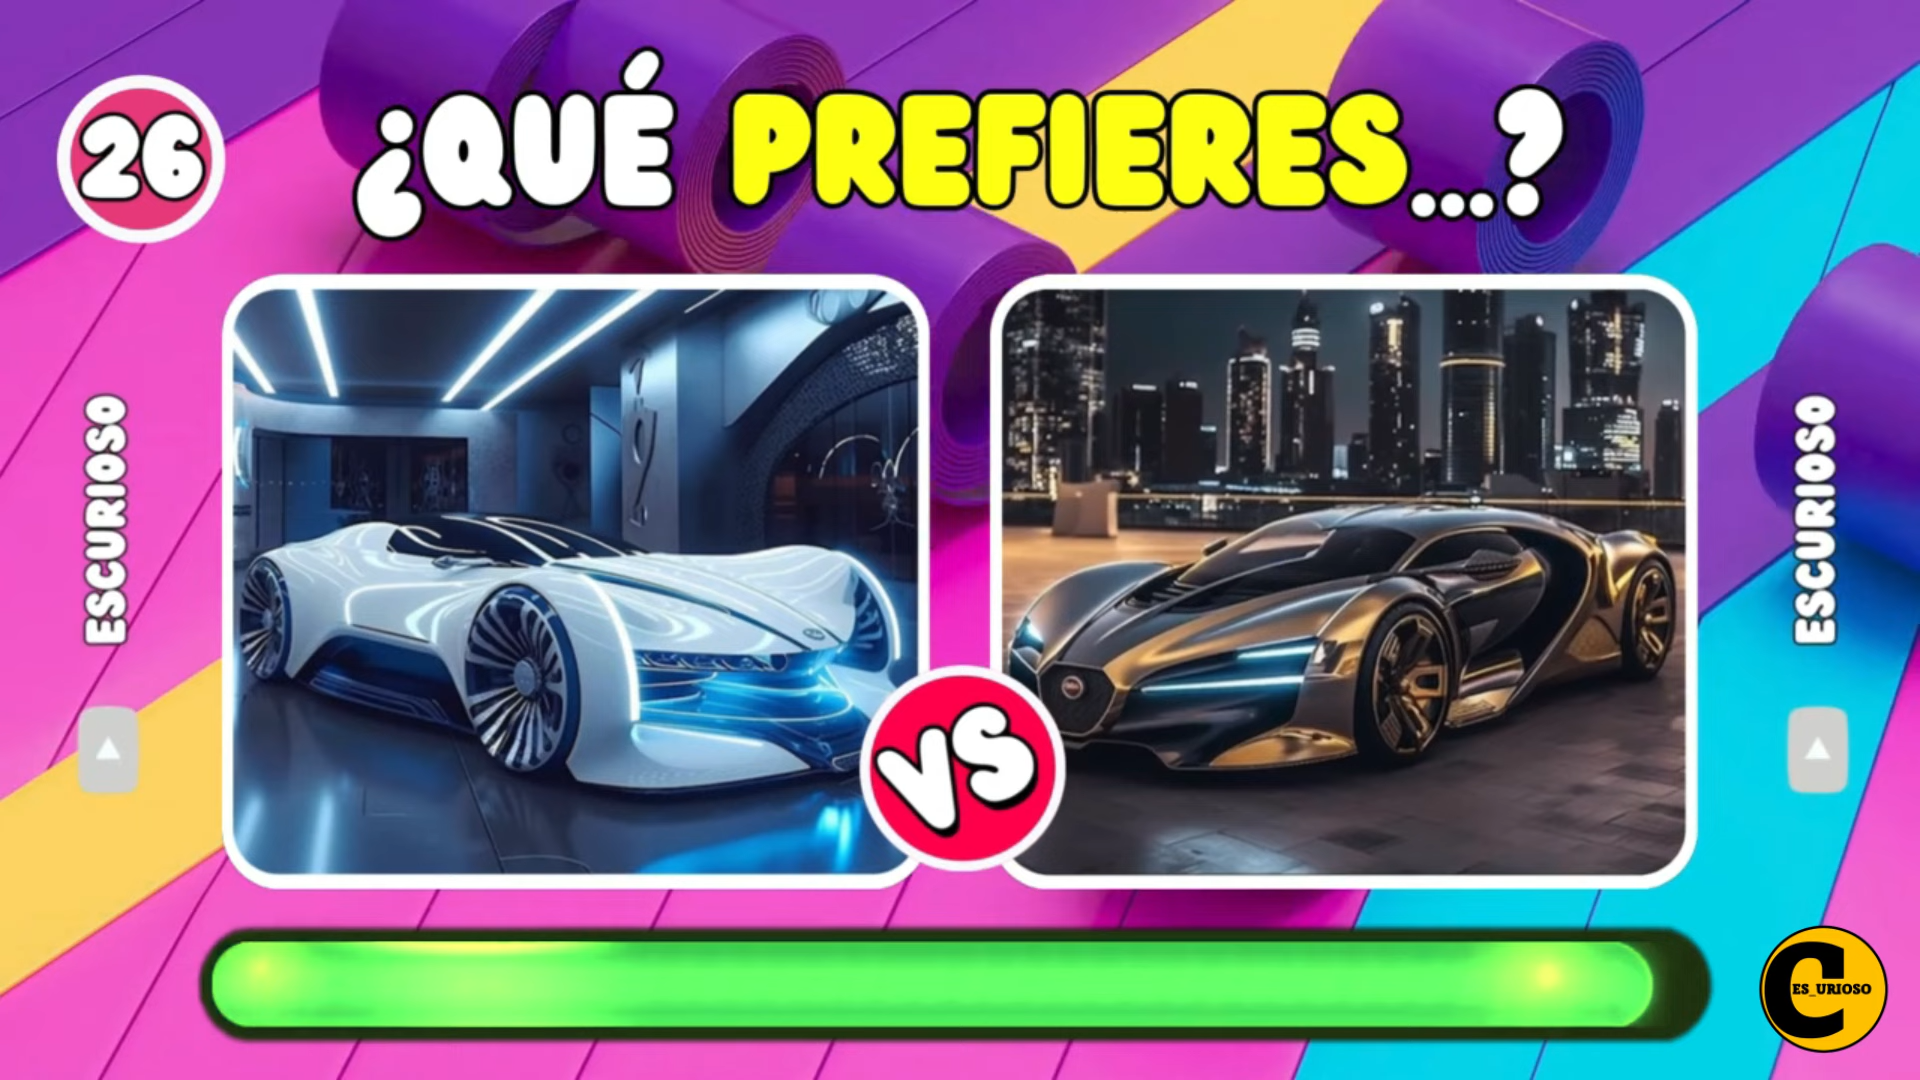 26
¿QUÉ PREFIERES...?
ESCURIOSO
ESCURIOSO
VS
C
ES_URIOSO